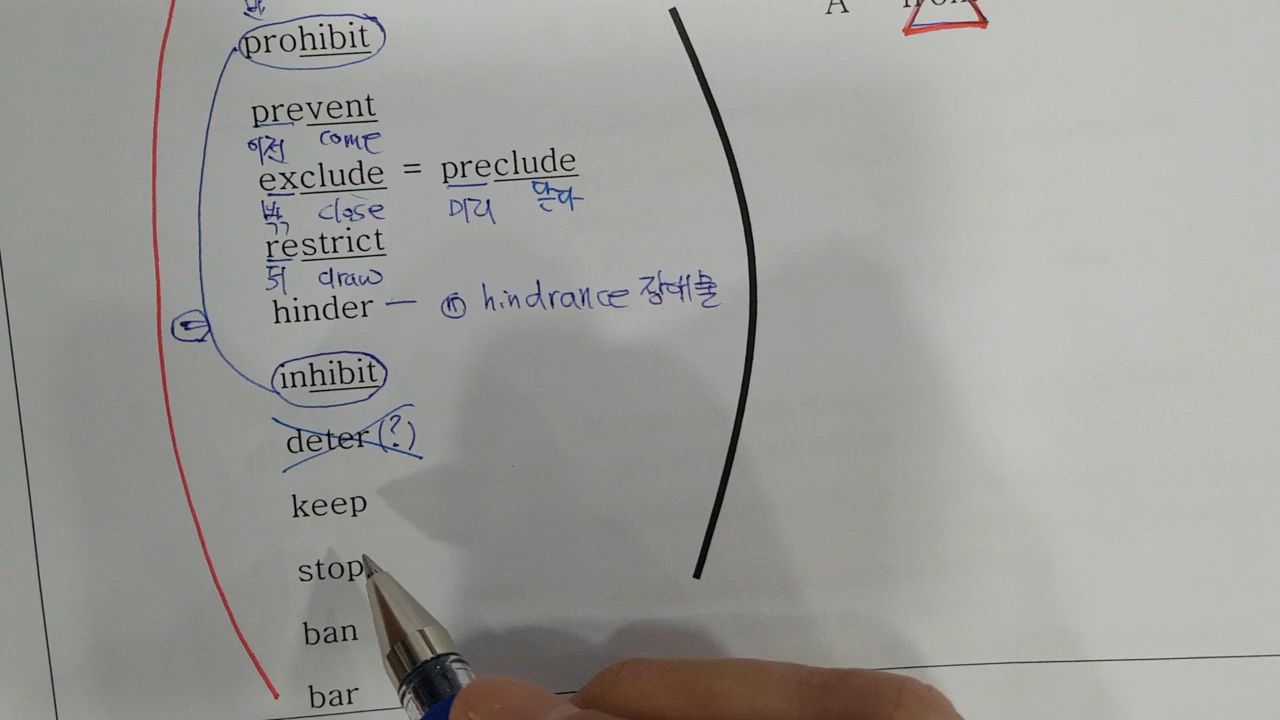 A from
prohibit
prevent
이전 come
exclude = preclude
밖 close 미리 닫다
restrict
뒤 draw
hinder — ⓝ hindrance 장애물
=
inhibit
deter (?)
keep
stop
ban
bar